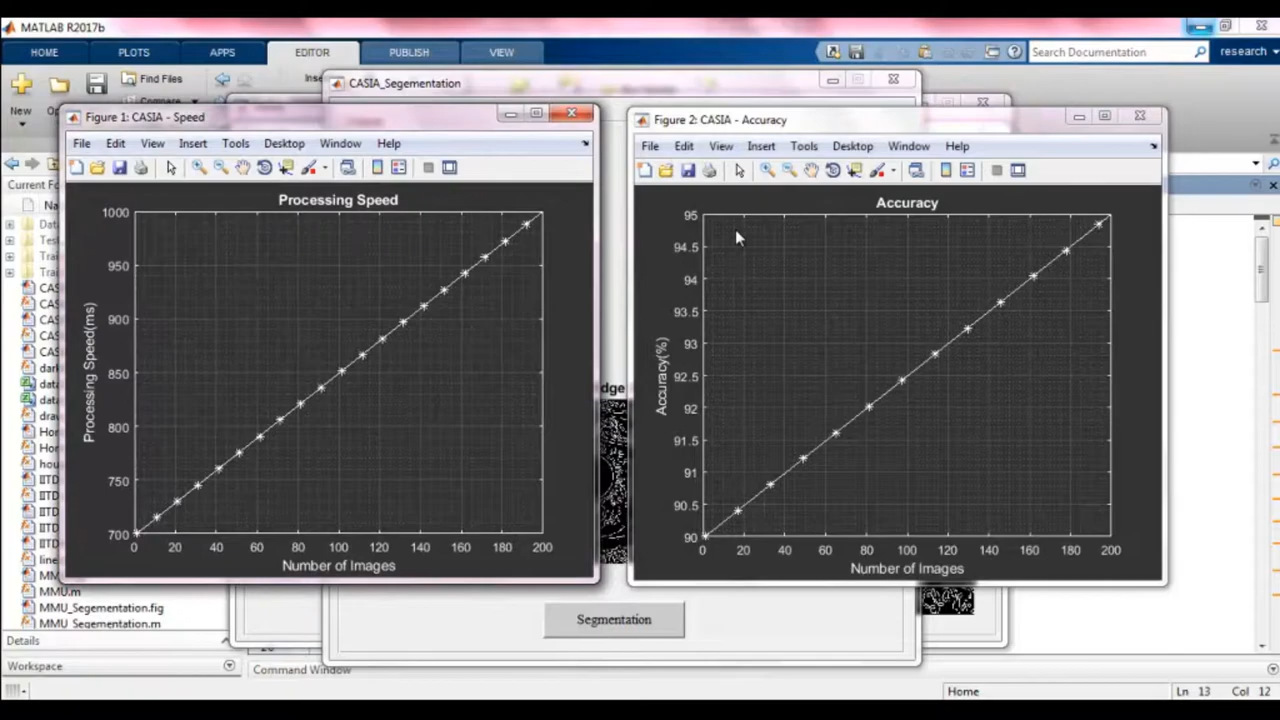 MATLAB R2017b
HOME PLOTS APPS EDITOR PUBLISH VIEW Search Documentation research
New Find Files
Compare
CASIA_Segementation
Figure 1: CASIA - Speed
File Edit View Insert Tools Desktop Window Help
Processing Speed
1000
950
900
850
800
750
700
Processing Speed(ms)
0 20 40 60 80 100 120 140 160 180 200
Number of Images
Figure 2: CASIA - Accuracy
File Edit View Insert Tools Desktop Window Help
Accuracy
95
94.5
94
93.5
93
92.5
92
91.5
91
90.5
90
Accuracy(%)
0 20 40 60 80 100 120 140 160 180 200
Number of Images
MMU.m
MMU_Segementation.fig
MMU_Segementation.m
Details
Workspace
Segmentation
Command Window
Home Ln 13 Col 12